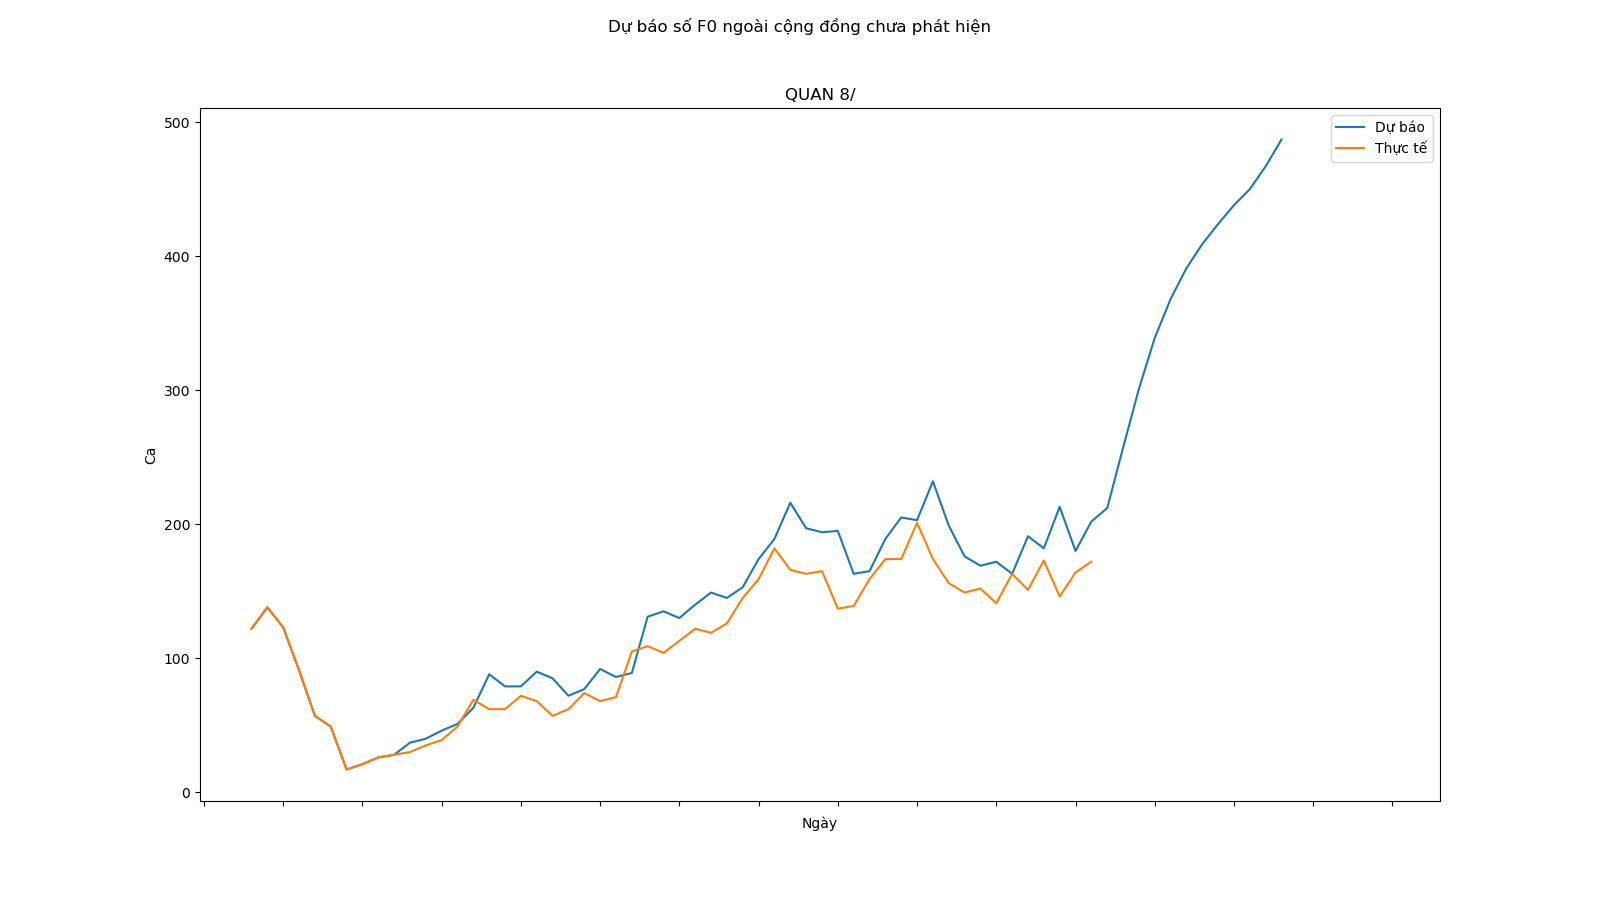 Dự báo số F0 ngoài cộng đồng chưa phát hiện
QUAN 8/
Dự báo
Thực tế
500
400
300
200
100
0
Ca
Ngày